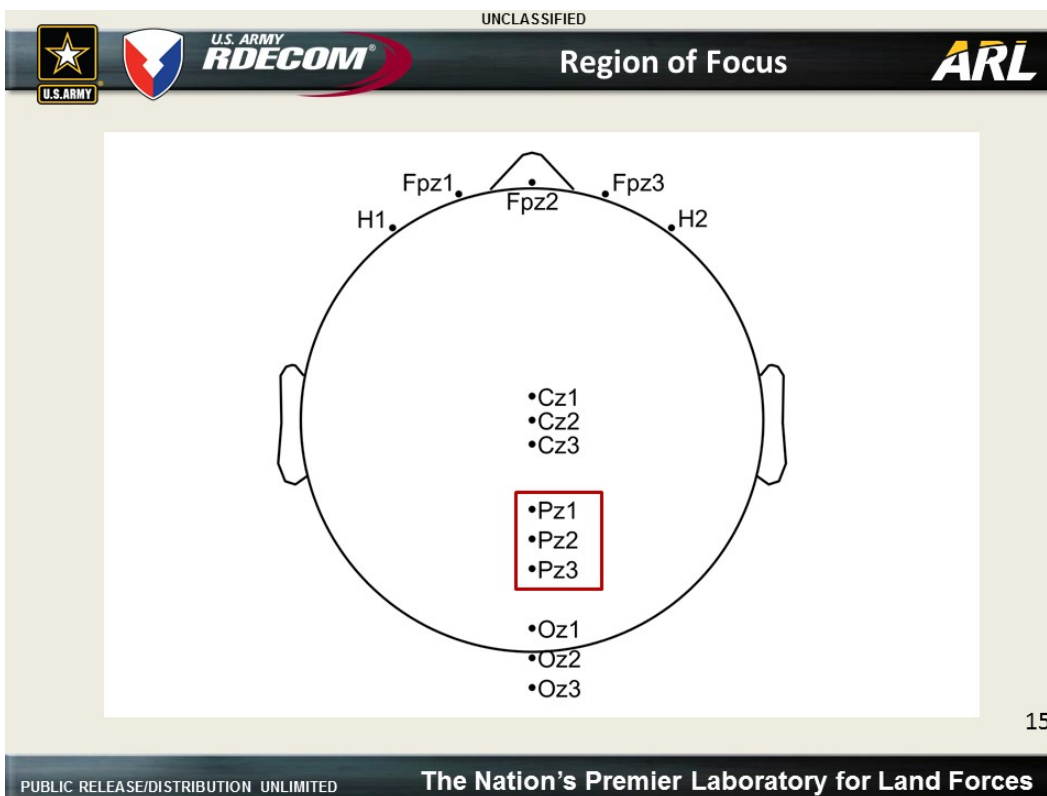 UNCLASSIFIED
U.S. ARMY
RDECOM®
Region of Focus
ARL
U.S.ARMY
Fpz1
Fpz2
Fpz3
H1
H2
Cz1
Cz2
Cz3
Pz1
Pz2
Pz3
Oz1
Oz2
Oz3
15
PUBLIC RELEASE/DISTRIBUTION UNLIMITED
The Nation's Premier Laboratory for Land Forces